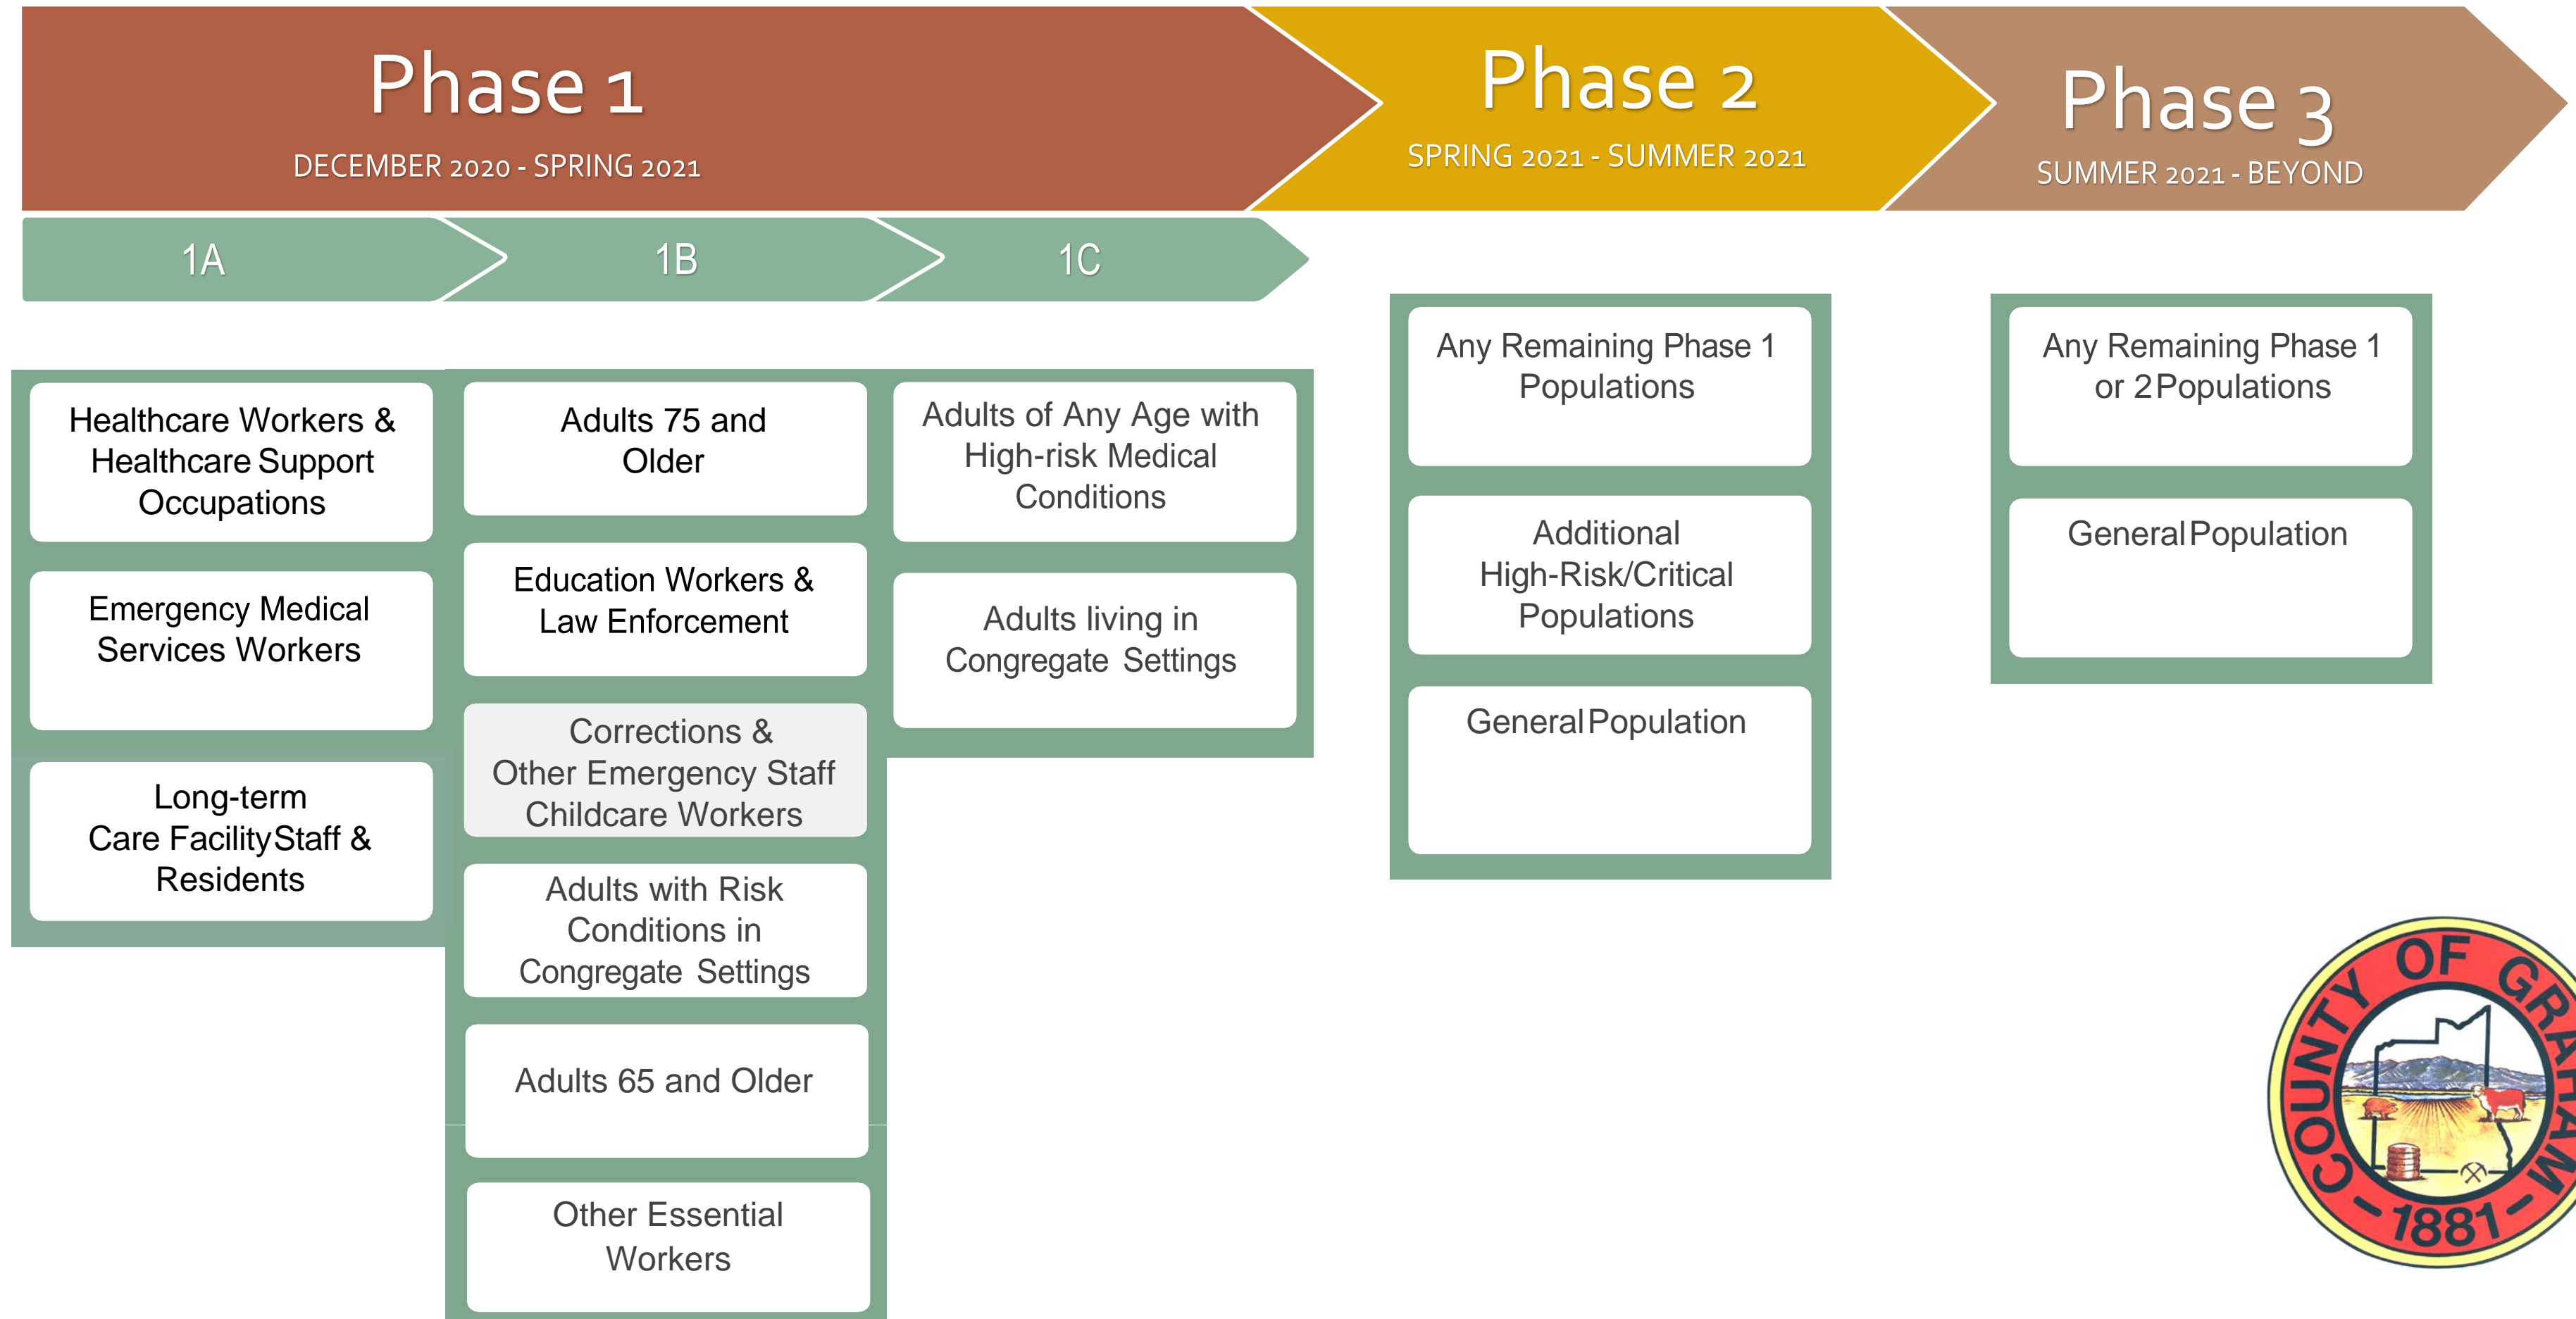 Phase 1
DECEMBER 2020 - SPRING 2021
Phase 2
SPRING 2021 - SUMMER 2021
Phase 3
SUMMER 2021 - BEYOND
1A
1B
1C
Healthcare Workers &
Healthcare Support
Occupations
Emergency Medical
Services Workers
Long-term
Care Facility Staff &
Residents
Adults 75 and
Older
Education Workers &
Law Enforcement
Corrections &
Other Emergency Staff
Childcare Workers
Adults with Risk
Conditions in
Congregate Settings
Adults 65 and Older
Other Essential
Workers
Adults of Any Age with
High-risk Medical
Conditions
Adults living in
Congregate Settings
Any Remaining Phase 1
Populations
Additional
High-Risk/Critical
Populations
General Population
Any Remaining Phase 1
or 2 Populations
General Population
COUNTY OF GRAHAM
- 1881 -